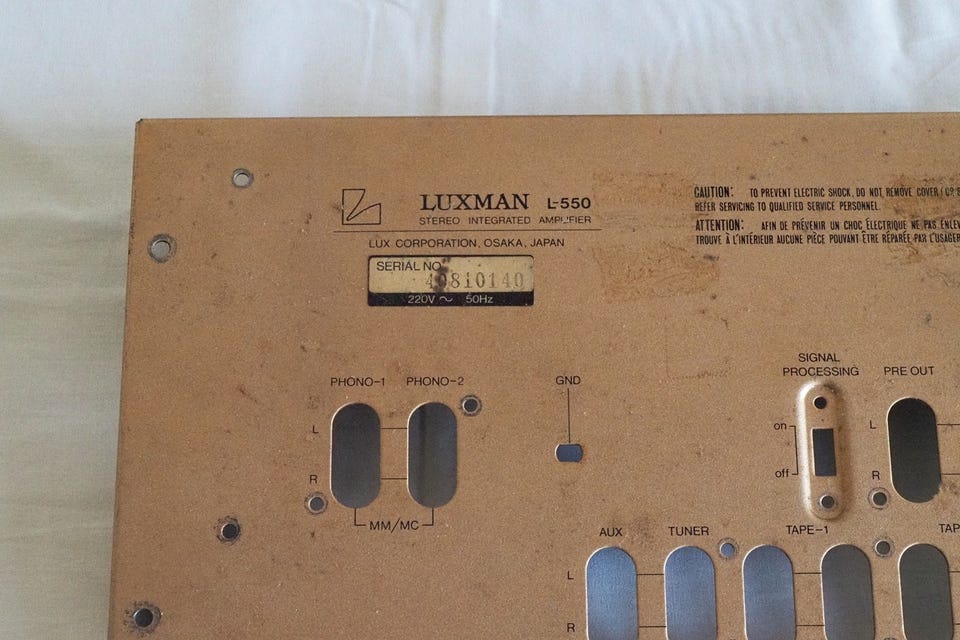 LUXMAN L-550
STEREO INTEGRATED AMPLIFIER
LUX CORPORATION, OSAKA, JAPAN
SERIAL NO.
40810140
220V ~ 50Hz
CAUTION: TO PREVENT ELECTRIC SHOCK, DO NOT REMOVE COVER (OR
REFER SERVICING TO QUALIFIED SERVICE PERSONNEL.
ATTENTION: AFIN DE PRÉVENIR UN CHOC ÉLECTRIQUE NE PAS
TROUVE À L'INTÉRIEUR AUCUNE PIÈCE POUVANT ÊTRE RÉPARÉE PAR
PHONO-1 PHONO-2
L
R
MM/MC
GND
SIGNAL
PROCESSING
on
off
PRE OUT
L
R
AUX TUNER TAPE-1
L
R